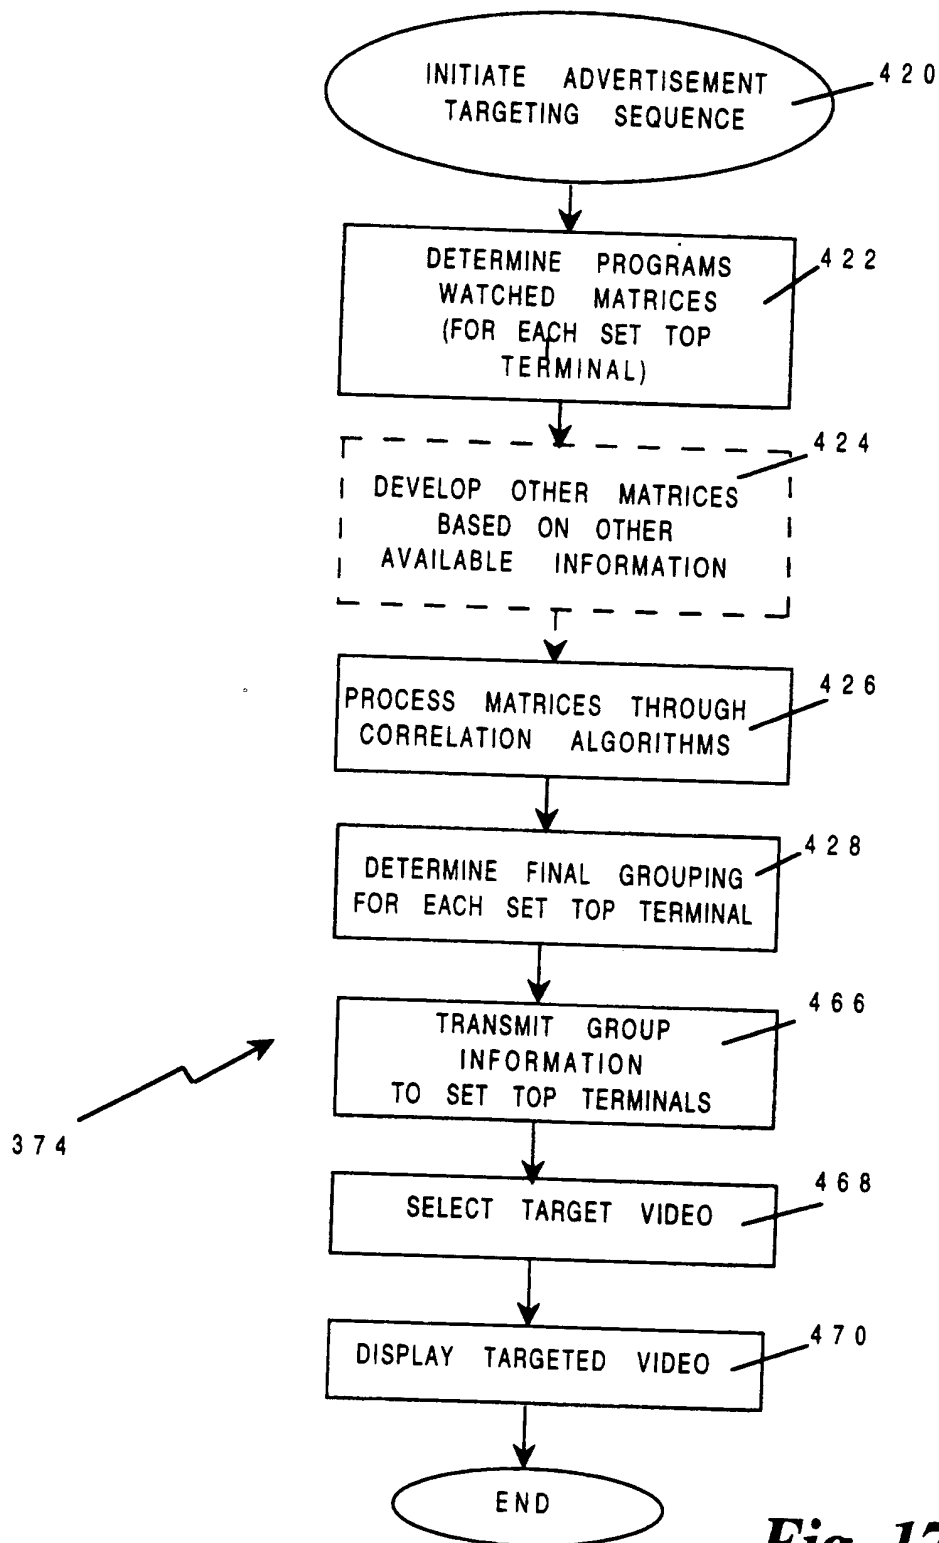 INITIATE ADVERTISEMENT
TARGETING SEQUENCE
420
DETERMINE PROGRAMS
WATCHED MATRICES
(FOR EACH SET TOP
TERMINAL)
422
DEVELOP OTHER MATRICES
BASED ON OTHER
AVAILABLE INFORMATION
424
PROCESS MATRICES THROUGH
CORRELATION ALGORITHMS
426
DETERMINE FINAL GROUPING
FOR EACH SET TOP TERMINAL
428
TRANSMIT GROUP
INFORMATION
TO SET TOP TERMINALS
466
374
SELECT TARGET VIDEO
468
DISPLAY TARGETED VIDEO
470
END
Fig.